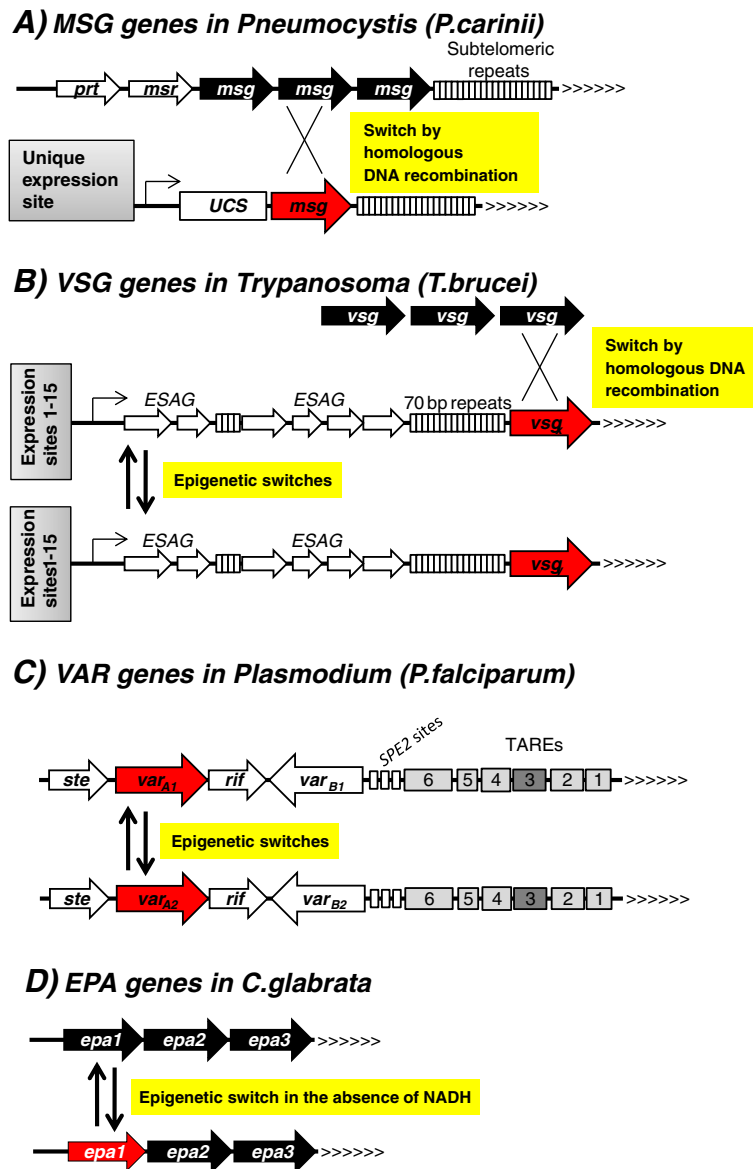 A) MSG genes in Pneumocystis (P.carinii)
Subtelomeric
repeats
prt msr msg msg msg >>>>>>
Switch by
homologous
DNA recombination
Unique
expression
site
UCS msg >>>>>>
B) VSG genes in Trypanosoma (T.brucei)
vsg vsg vsg
Switch by
homologous DNA
recombination
Expression
sites 1-15
ESAG ESAG 70 bp repeats
vsg >>>>>>
Epigenetic switches
Expression
sites1-15
ESAG ESAG
vsg >>>>>>
C) VAR genes in Plasmodium (P.falciparum)
SPE2 sites
TAREs
ste varA1 rif varB1 6 5 4 3 2 1 >>>>>>
Epigenetic switches
ste varA2 rif varB2 6 5 4 3 2 1 >>>>>>
D) EPA genes in C.glabrata
epa1 epa2 epa3 >>>>>>
Epigenetic switch in the absence of NADH
epa1 epa2 epa3 >>>>>>